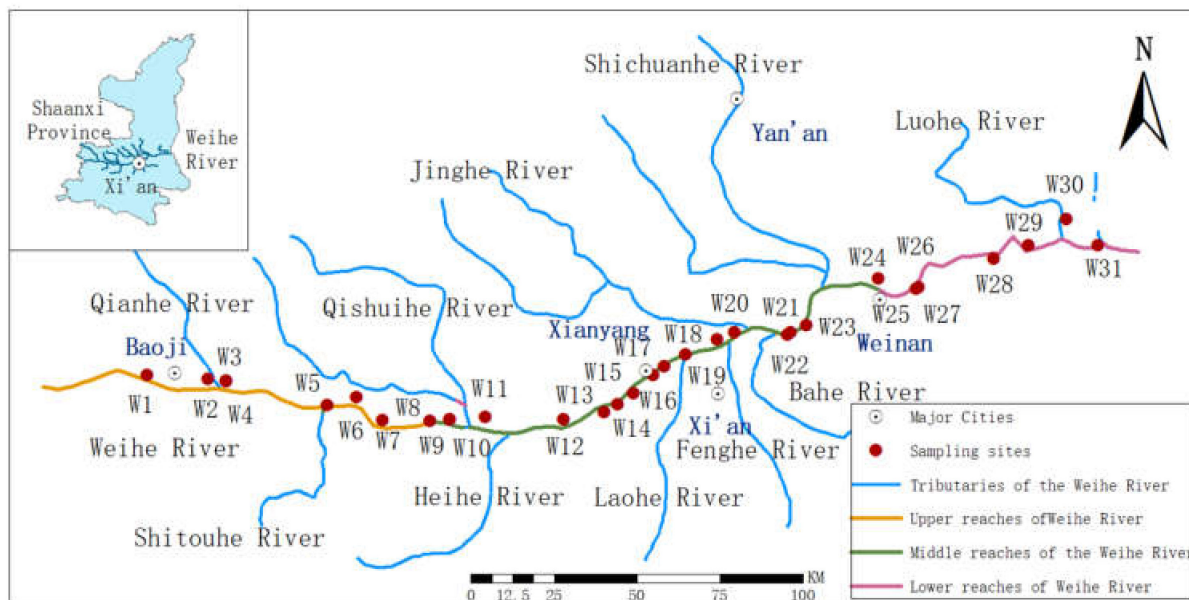 Shaanxi
Province
Weihe
River
Xi'an
N
Shichuanhe River
Yan'an
Luohe River
Jinghe River
W30
W29
W26
W24
W31
W28
Qianhe River
Qishuihe River
W20
W21
W25
W27
Xianyang
W18
W23
Baoji
W3
W17
W22
Weinan
W5
W11
W13
W15
W19
W1
W2
W4
W8
W16
Bahe River
W6
W14
Xi'an
Weihe River
W7
W9
W10
W12
Fenghe River
Heihe River
Laohe River
Shitouhe River
Major Cities
Sampling sites
Tributaries of the Weihe River
Upper reaches ofWeihe River
Middle reaches of the Weihe River
Lower reaches of Weihe River
KM
0 12.5 25 50 75 100